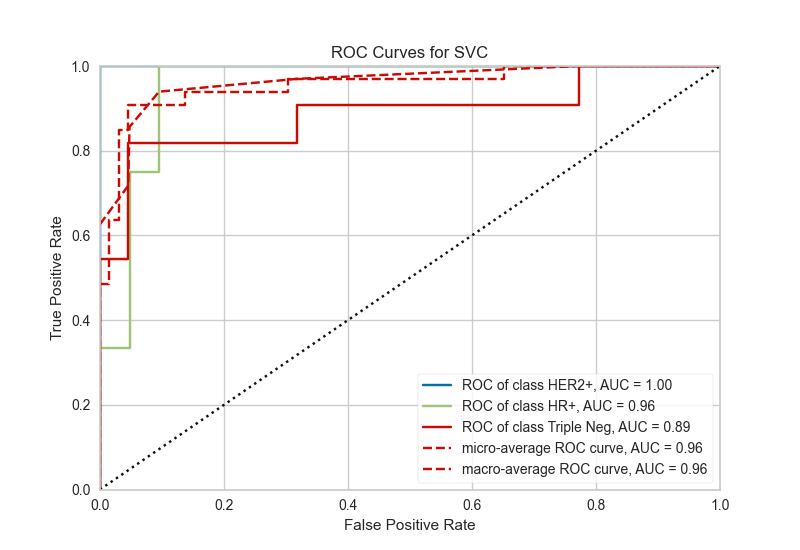 ROC Curves for SVC
True Positive Rate
1.0
0.8
0.6
0.4
0.2
0.0
ROC of class HER2+, AUC = 1.00
ROC of class HR+, AUC = 0.96
ROC of class Triple Neg, AUC = 0.89
micro-average ROC curve, AUC = 0.96
macro-average ROC curve, AUC = 0.96
0.0 0.2 0.4 0.6 0.8 1.0
False Positive Rate